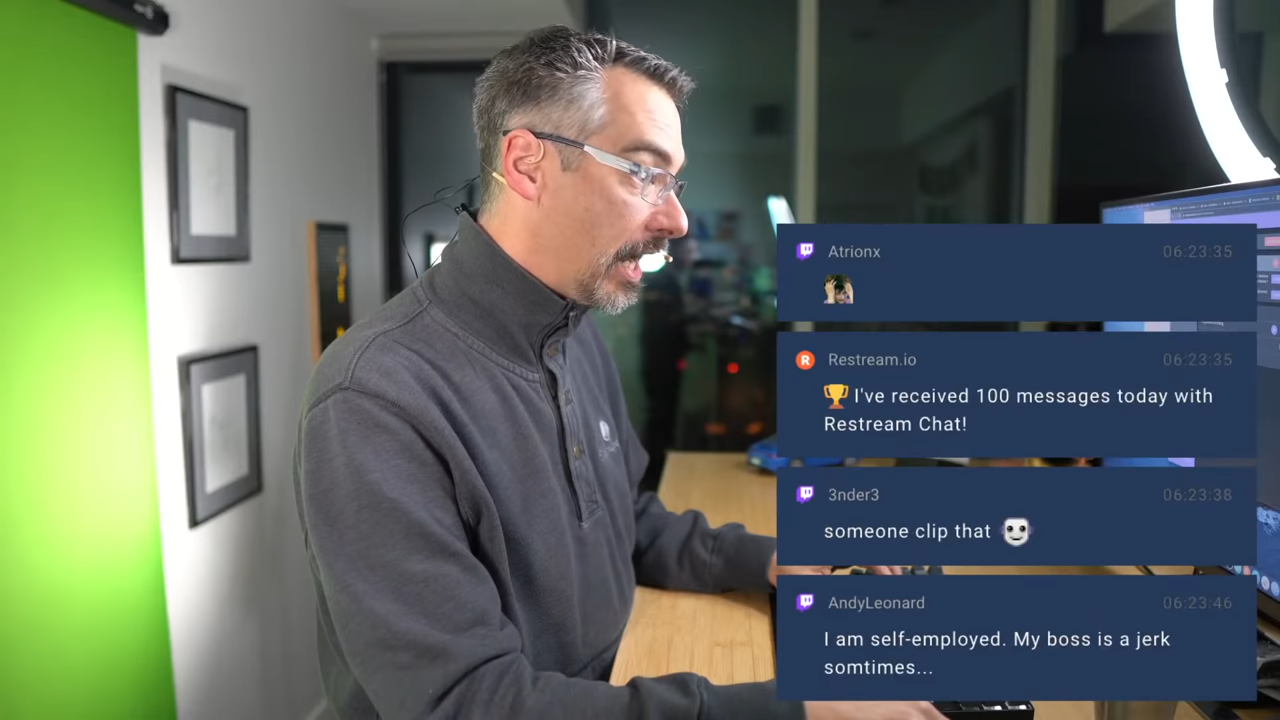 Atrionx 06:23:35
Restream.io 06:23:35
I've received 100 messages today with
Restream Chat!
3nder3 06:23:38
someone clip that
AndyLeonard 06:23:46
I am self-employed. My boss is a jerk
somtimes...